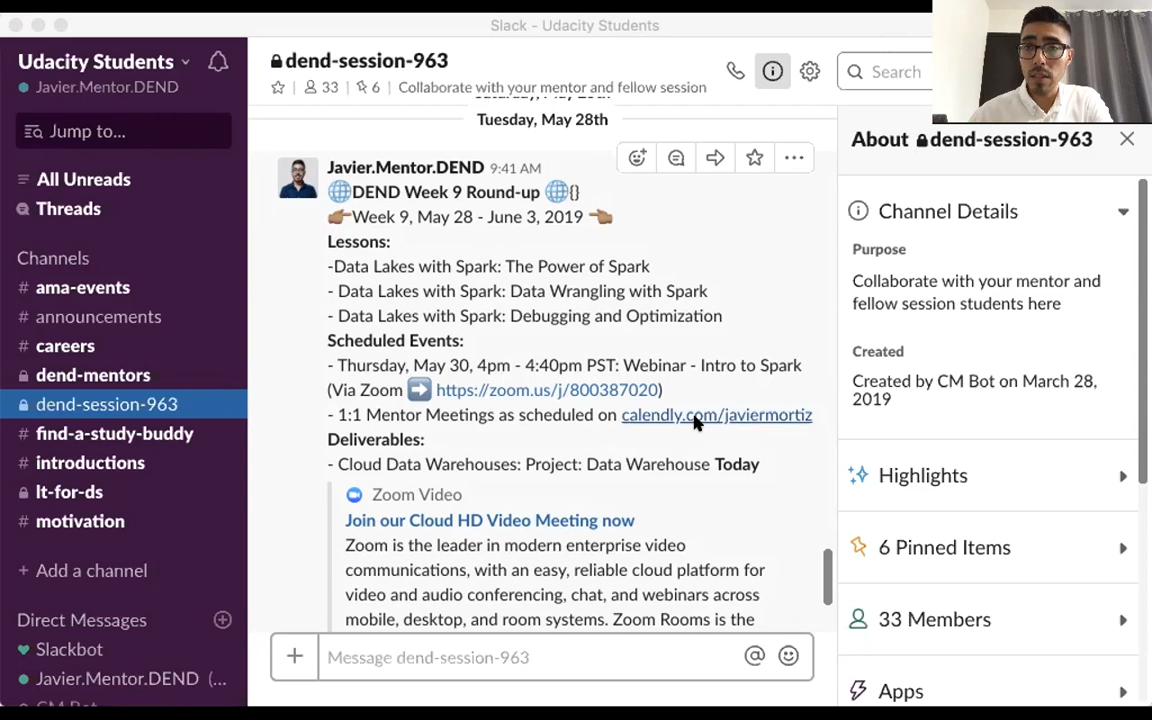 Slack - Udacity Students
Udacity Students
Javier.Mentor.DEND
Jump to...
All Unreads
Threads
Channels
# ama-events
# announcements
# careers
dend-mentors
dend-session-963
# find-a-study-buddy
# introductions
lt-for-ds
# motivation
+ Add a channel
Direct Messages
Slackbot
Javier.Mentor.DEND (...
CM Bot
dend-session-963
33 | 6 | Collaborate with your mentor and fellow session
Search
Tuesday, May 28th
Javier.Mentor.DEND 9:41 AM
DEND Week 9 Round-up {}
Week 9, May 28 - June 3, 2019
Lessons:
-Data Lakes with Spark: The Power of Spark
- Data Lakes with Spark: Data Wrangling with Spark
- Data Lakes with Spark: Debugging and Optimization
Scheduled Events:
- Thursday, May 30, 4pm - 4:40pm PST: Webinar - Intro to Spark
(Via Zoom https://zoom.us/j/800387020)
- 1:1 Mentor Meetings as scheduled on calendly.com/javiermortiz
Deliverables:
- Cloud Data Warehouses: Project: Data Warehouse Today
Zoom Video
Join our Cloud HD Video Meeting now
Zoom is the leader in modern enterprise video
communications, with an easy, reliable cloud platform for
video and audio conferencing, chat, and webinars across
mobile, desktop, and room systems. Zoom Rooms is the
Message dend-session-963
About dend-session-963
Channel Details
Purpose
Collaborate with your mentor and
fellow session students here
Created
Created by CM Bot on March 28,
2019
Highlights
6 Pinned Items
33 Members
Apps